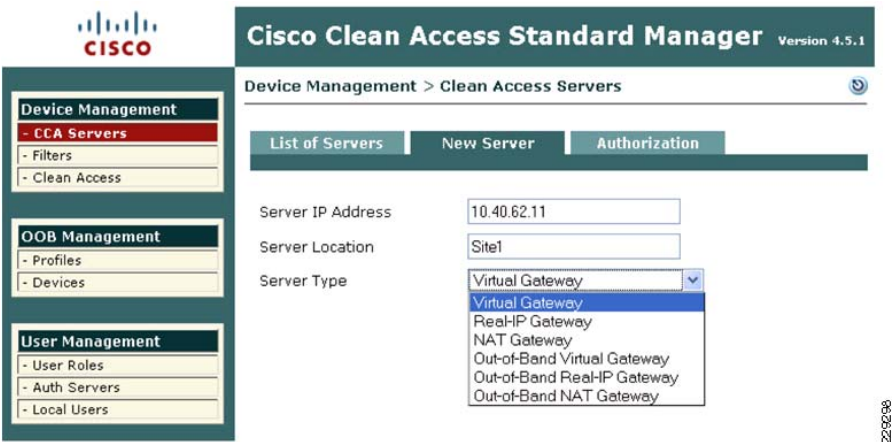 CISCO
Cisco Clean Access Standard Manager Version 4.5.1
Device Management
- CCA Servers
- Filters
- Clean Access
OOB Management
- Profiles
- Devices
User Management
- User Roles
- Auth Servers
- Local Users
Device Management > Clean Access Servers
List of Servers New Server Authorization
Server IP Address 10.40.62.11
Server Location Site1
Server Type Virtual Gateway
Virtual Gateway
Real-IP Gateway
NAT Gateway
Out-of-Band Virtual Gateway
Out-of-Band Real-IP Gateway
Out-of-Band NAT Gateway
229298